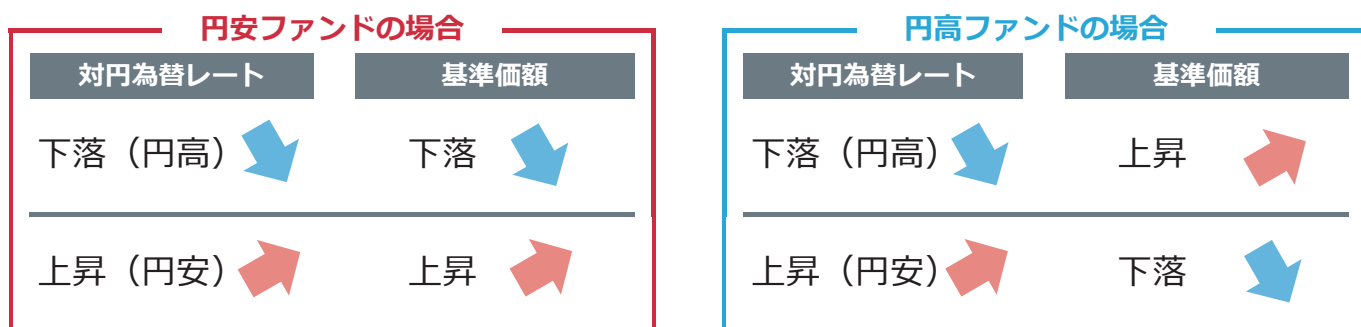 円安ファンドの場合
対円為替レート 基準価額
下落（円高） 下落
上昇（円安） 上昇
円高ファンドの場合
対円為替レート 基準価額
下落（円高） 上昇
上昇（円安） 下落